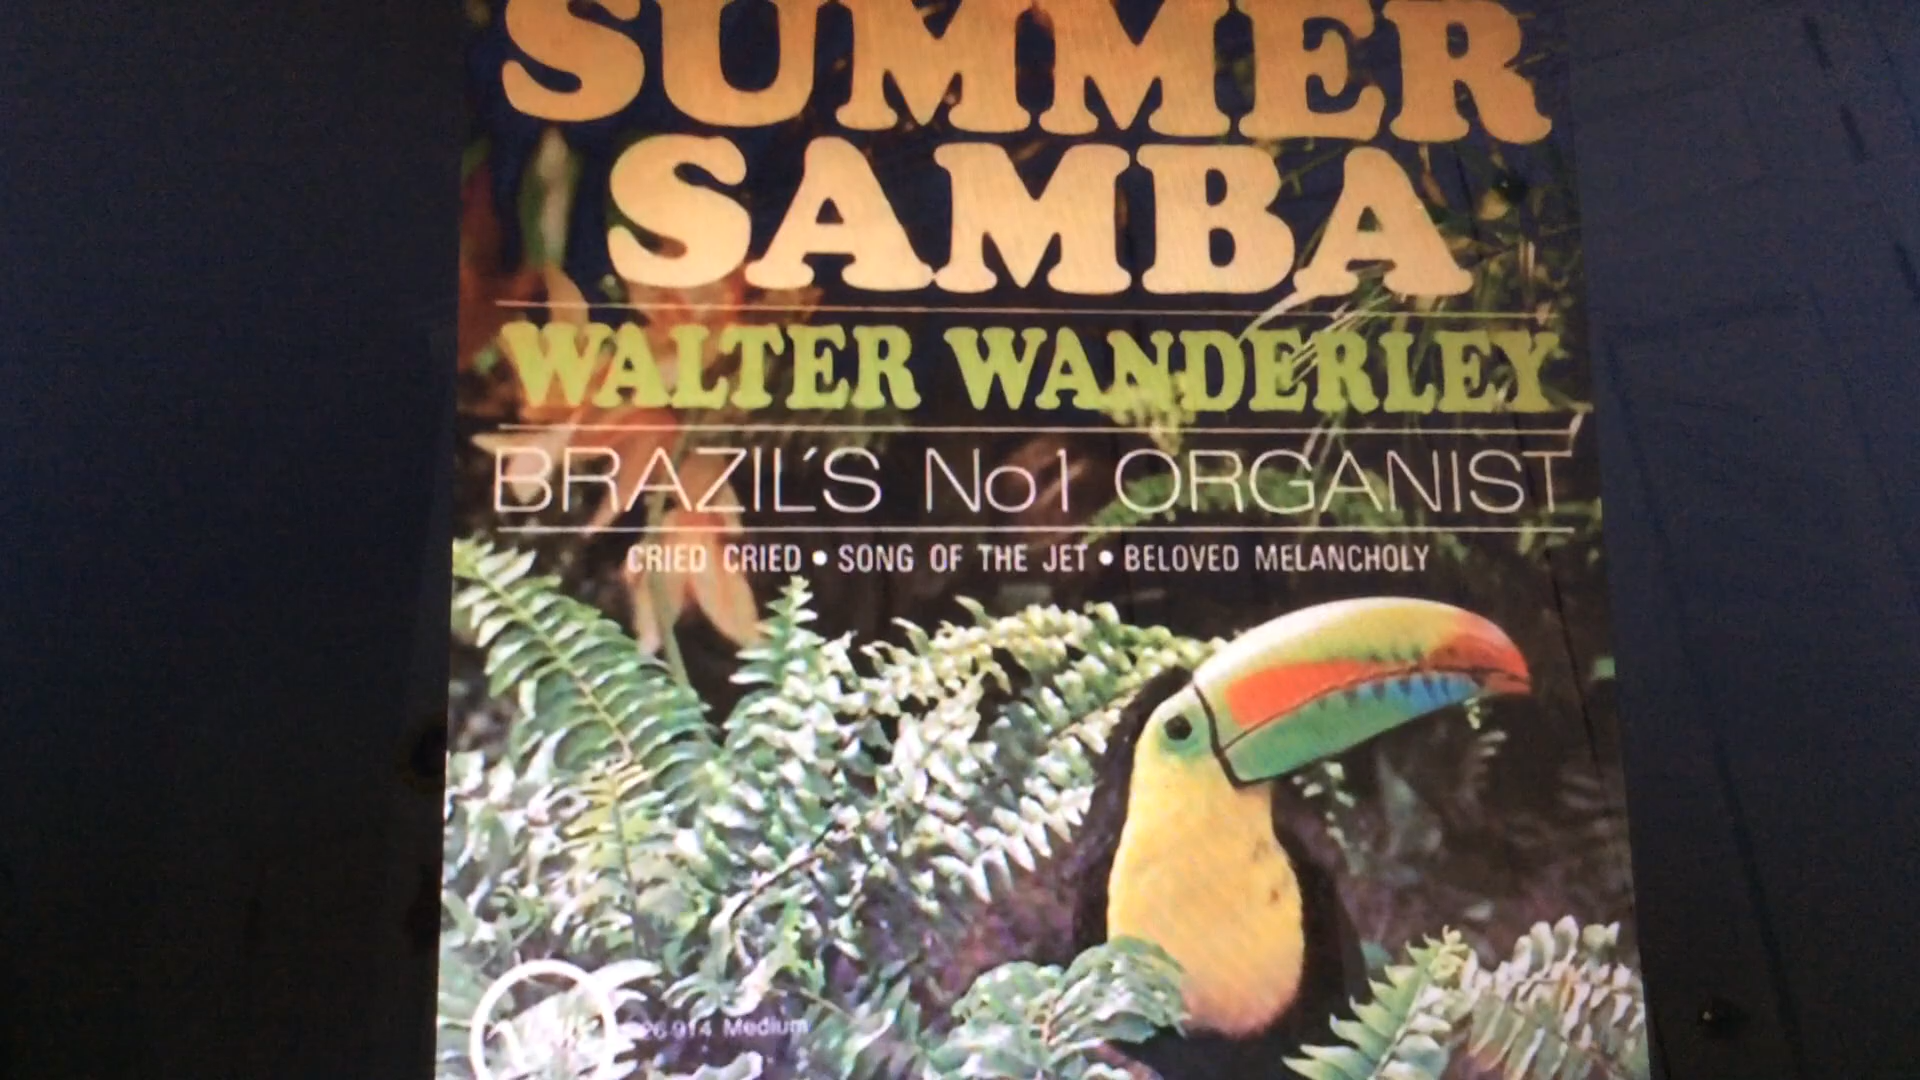 SUMMER
SAMBA
WALTER WANDERLEY
BRAZIL'S No1 ORGANIST
CRIED CRIED • SONG OF THE JET • BELOVED MELANCHOLY
Medium